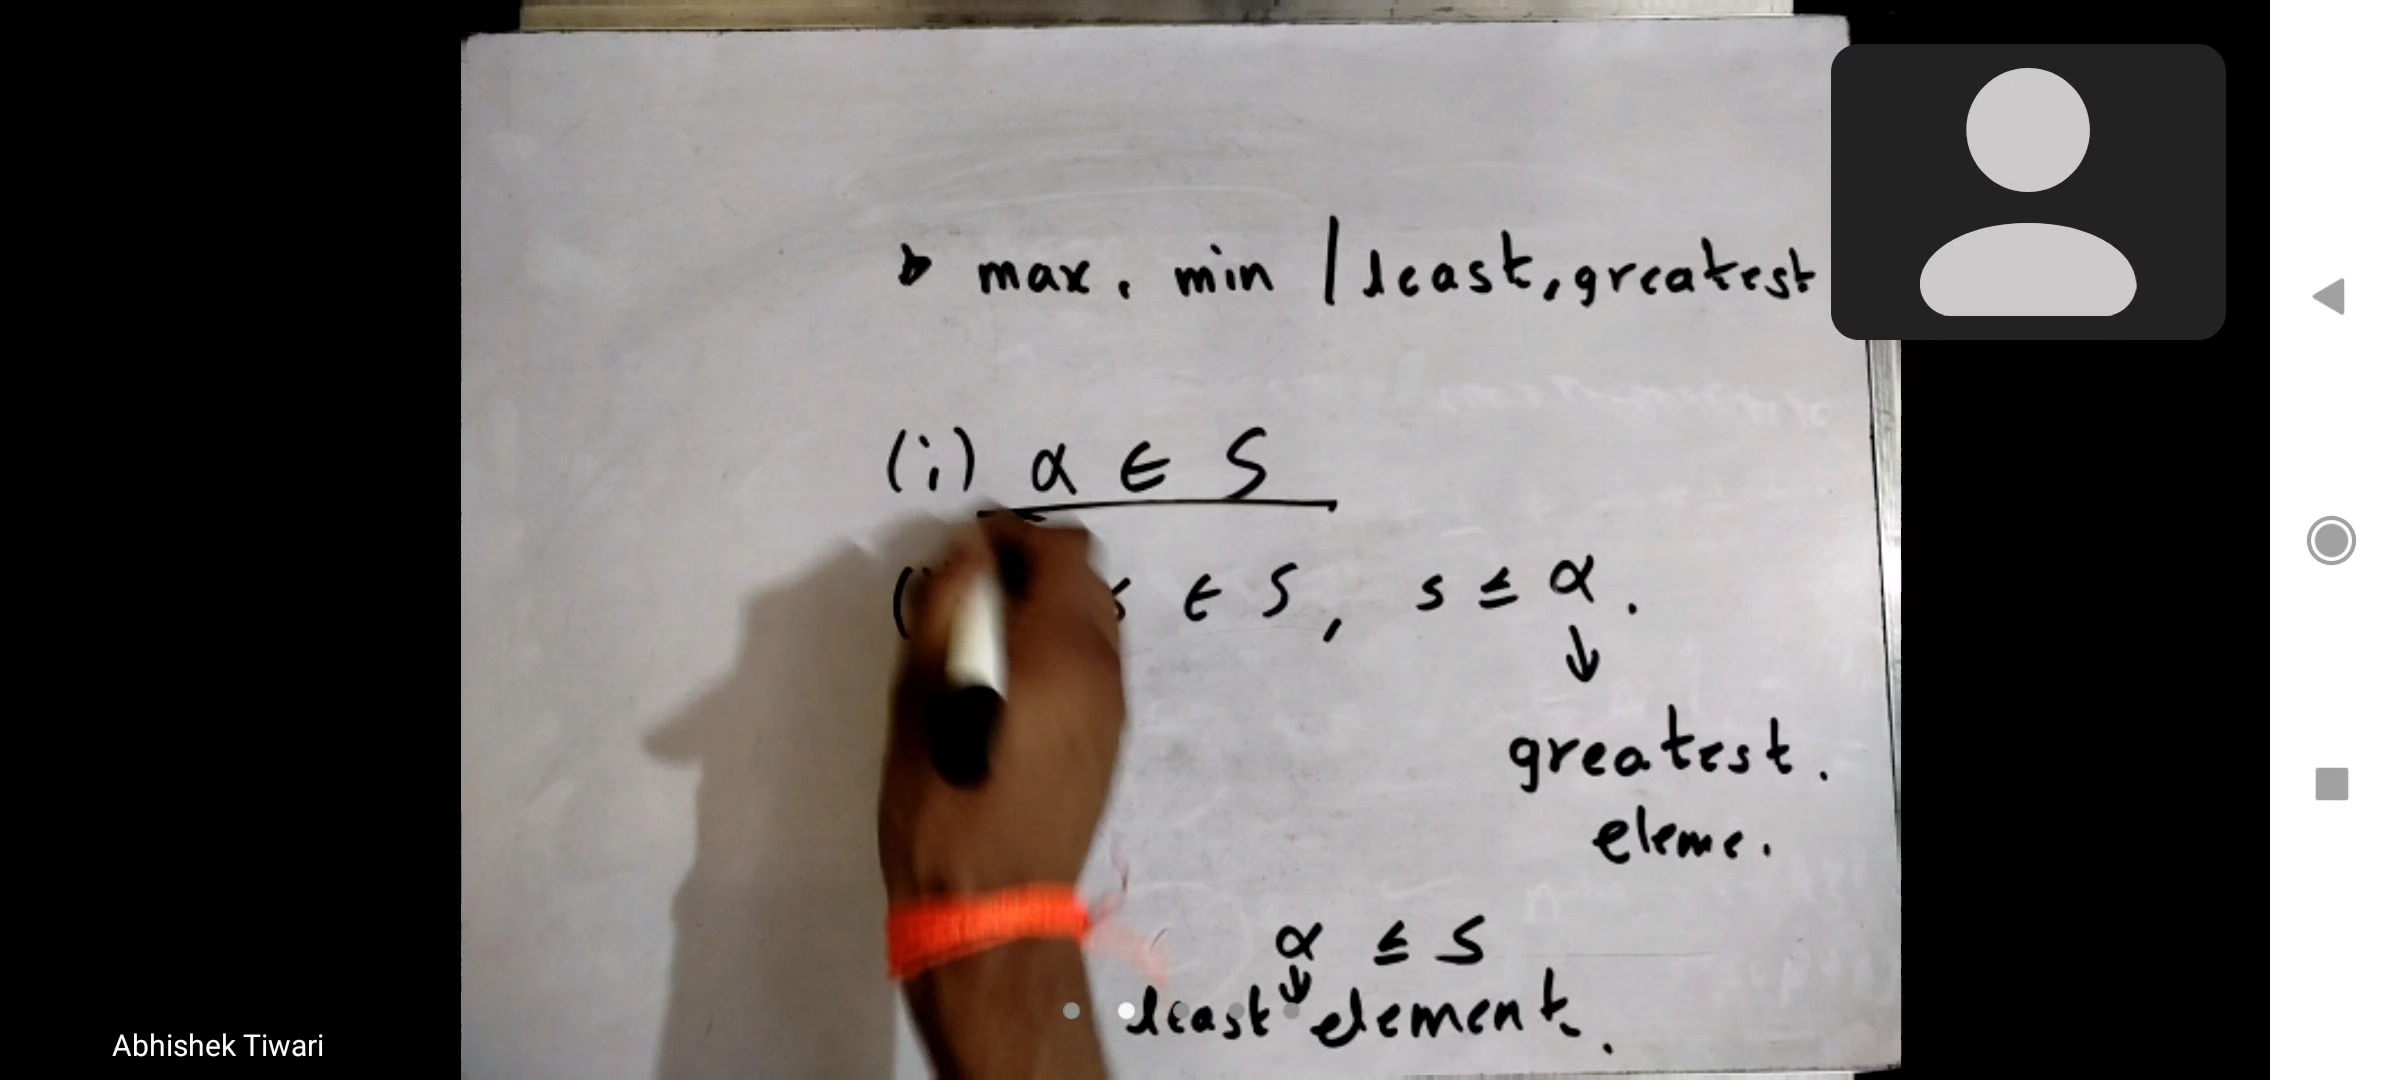 max, min | least, greatest
(i) α ∈ S
∈ S, s ≤ α.
↓
greatest.
eleme.
α ≤ s
↓
least element.
Abhishek Tiwari